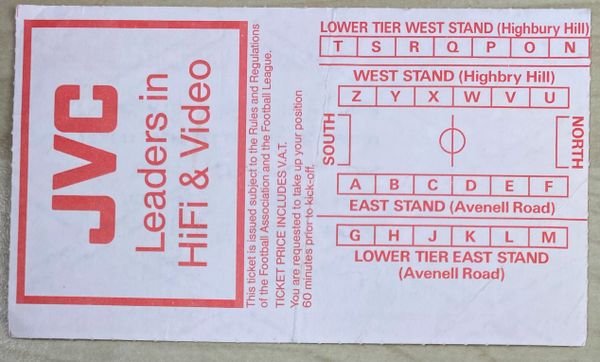 JVC
Leaders in
HiFi & Video
This ticket is issued subject to the Rules and Regulations
of the Football Association and the Football League.
TICKET PRICE INCLUDES V.A.T.
You are requested to take up your position
60 minutes prior to kick-off.
LOWER TIER WEST STAND (Highbury Hill)
T S R Q P O N
WEST STAND (Highbry Hill)
Z Y X W V U
SOUTH
NORTH
A B C D E F
EAST STAND (Avenell Road)
G H J K L M
LOWER TIER EAST STAND
(Avenell Road)